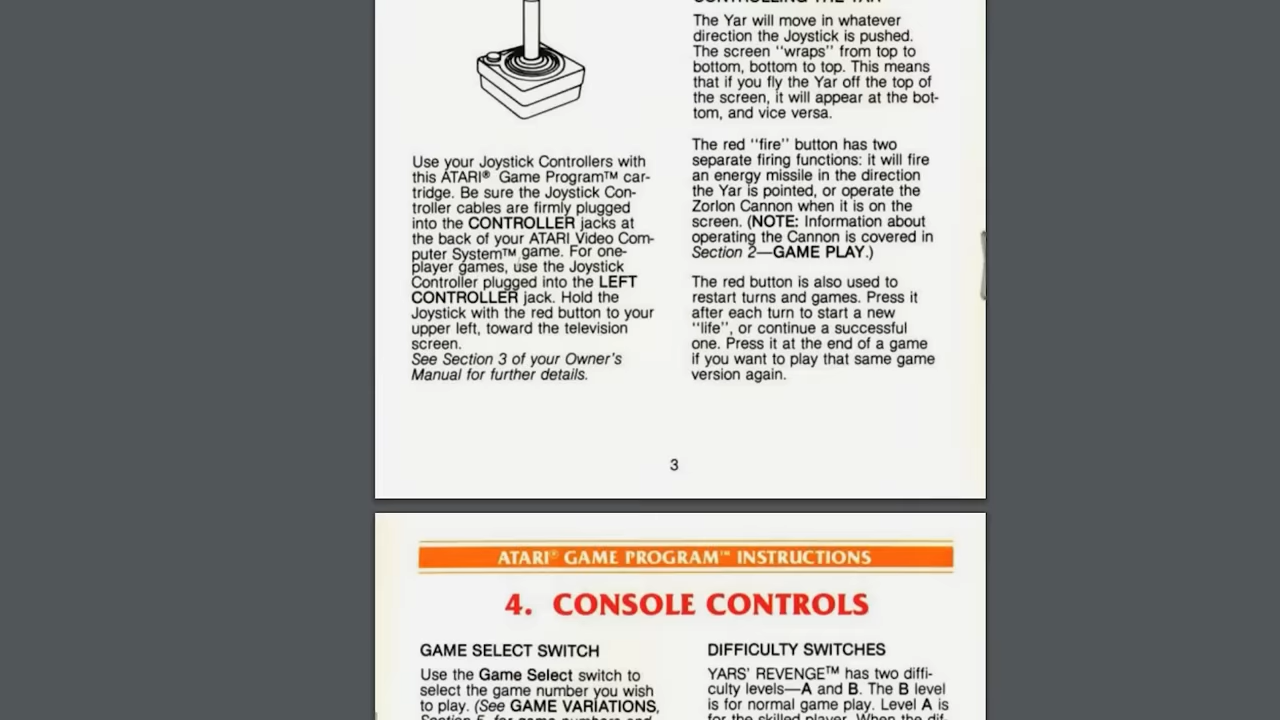 Use your Joystick Controllers with
this ATARI® Game Program™ car-
tridge. Be sure the Joystick Con-
troller cables are firmly plugged
into the CONTROLLER jacks at
the back of your ATARI Video Com-
puter System™ game. For one-
player games, use the Joystick
Controller plugged into the LEFT
CONTROLLER jack. Hold the
Joystick with the red button to your
upper left, toward the television
screen.
See Section 3 of your Owner's
Manual for further details.
CONTROLLING THE YAR
The Yar will move in whatever
direction the Joystick is pushed.
The screen "wraps" from top to
bottom, bottom to top. This means
that if you fly the Yar off the top of
the screen, it will appear at the bot-
tom, and vice versa.
The red "fire" button has two
separate firing functions: it will fire
an energy missile in the direction
the Yar is pointed, or operate the
Zorlon Cannon when it is on the
screen. (NOTE: Information about
operating the Cannon is covered in
Section 2—GAME PLAY.)
The red button is also used to
restart turns and games. Press it
after each turn to start a new
"life", or continue a successful
one. Press it at the end of a game
if you want to play that same game
version again.
3
ATARI® GAME PROGRAM™ INSTRUCTIONS
4. CONSOLE CONTROLS
GAME SELECT SWITCH
Use the Game Select switch to
select the game number you wish
to play. (See GAME VARIATIONS,
Section 5, for game numbers and
DIFFICULTY SWITCHES
YARS' REVENGE™ has two diffi-
culty levels—A and B. The B level
is for normal game play. Level A is
for the skilled player. When the dif-